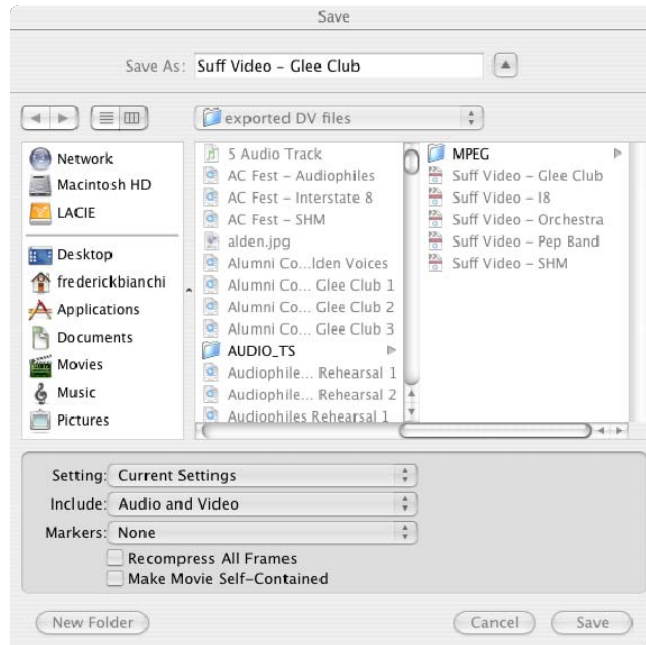 Save
Save As: Suff Video – Glee Club
exported DV files
Network
Macintosh HD
LACIE
Desktop
frederickbianchi
Applications
Documents
Movies
Music
Pictures
5 Audio Track
AC Fest – Audiophiles
AC Fest – Interstate 8
AC Fest – SHM
alden.jpg
Alumni Co...lden Voices
Alumni Co... Glee Club 1
Alumni Co... Glee Club 2
Alumni Co... Glee Club 3
AUDIO_TS
Audiophile... Rehearsal 1
Audiophile... Rehearsal 2
Audiophiles Rehearsal 1
MPEG
Suff Video – Glee Club
Suff Video – I8
Suff Video – Orchestra
Suff Video – Pep Band
Suff Video – SHM
Setting: Current Settings
Include: Audio and Video
Markers: None
Recompress All Frames
Make Movie Self-Contained
New Folder
Cancel
Save